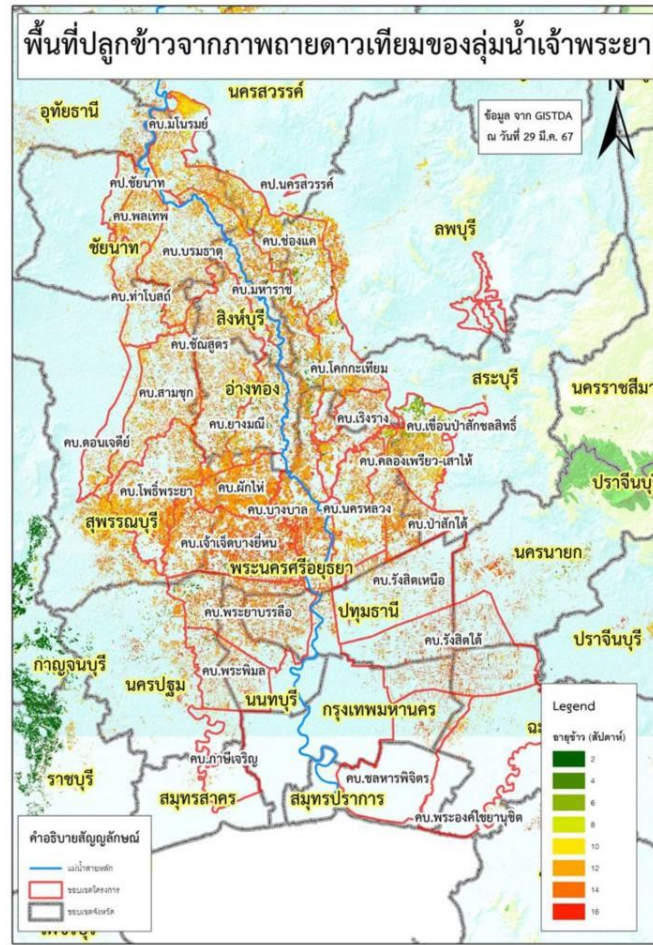 พื้นที่ปลูกข้าวจากภาพถ่ายดาวเทียมของลุ่มน้ำเจ้าพระยา
N
ข้อมูล จาก GISTDA
ณ วันที่ 29 มี.ค. 67
นครสวรรค์
อุทัยธานี
คบ.มโนรมย์
คป.ชัยนาท
คป.นครสวรรค์
คบ.พลเทพ
ชัยนาท
คบ.ช่องแค
ลพบุรี
คบ.บรมธาตุ
คบ.มหาราช
คบ.ท่าโบสถ์
สิงห์บุรี
คบ.ชัณสูตร
คบ.โคกกะเทียม
สระบุรี
คบ.สามชุก
อ่างทอง
นครราชสีมา
คบ.เริงราง
คบ.เขื่อนป่าสักชลสิทธิ์
คบ.ยางมณี
คบ.ดอนเจดีย์
คบ.คลองเพรียว-เสาไห้
คบ.โพธิ์พระยา
คบ.ผักไห่
ปราจีนบุรี
สุพรรณบุรี
คบ.บางบาล
คบ.นครหลวง
คบ.ป่าสักใต้
คบ.เจ้าเจ็ดบางยี่หน
นครนายก
พระนครศรีอยุธยา
คบ.รังสิตเหนือ
คบ.พระยาบรรลือ
ปทุมธานี
คบ.รังสิตใต้
ปราจีนบุรี
กาญจนบุรี
คบ.พระพิมล
นครปฐม
นนทบุรี
กรุงเทพมหานคร
ฉะ
คบ.ภาษีเจริญ
คบ.ชลหารพิจิตร
ราชบุรี
สมุทรสาคร
สมุทรปราการ
คบ.พระองค์ไชยานุชิต
Legend
อายุข้าว (สัปดาห์)
2
4
6
8
10
12
14
16
คำอธิบายสัญญลักษณ์
แม่น้ำสายหลัก
ขอบเขตโครงการ
ขอบเขตจังหวัด